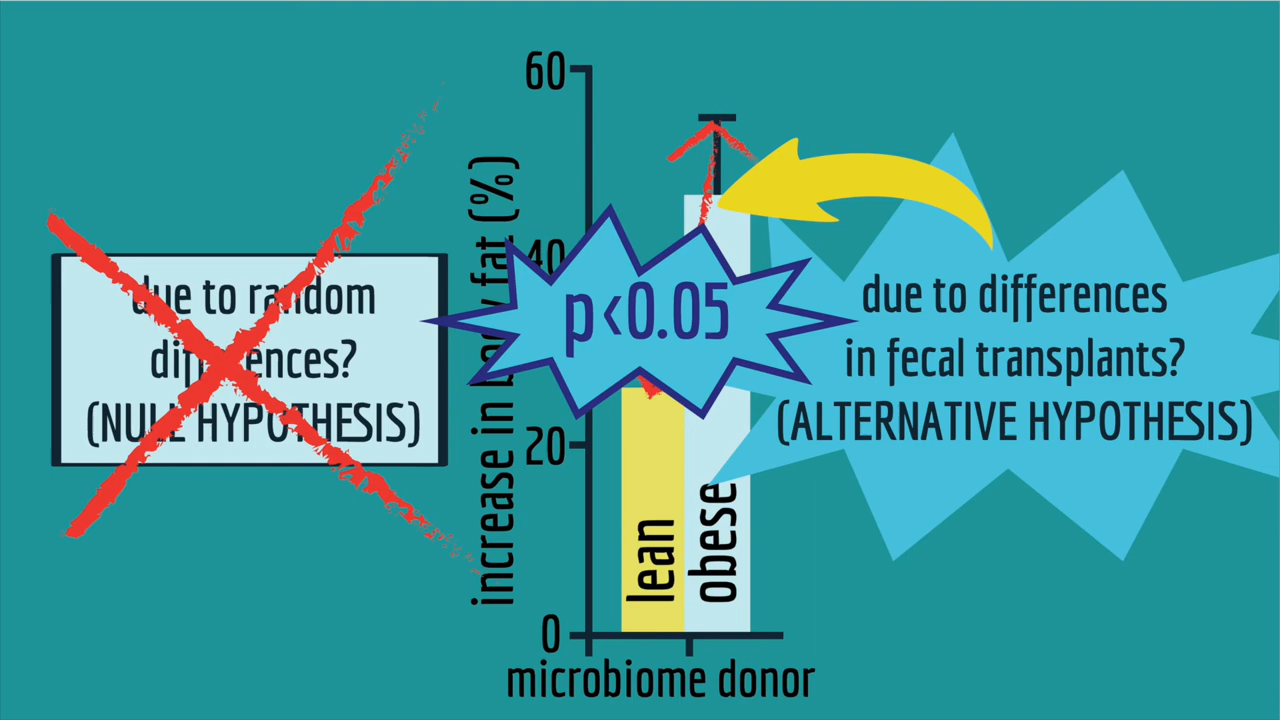 due to random
differences?
(NULL HYPOTHESIS)
increase in body fat (%)
60
40
20
0
p<0.05
lean
obese
microbiome donor
due to differences
in fecal transplants?
(ALTERNATIVE HYPOTHESIS)